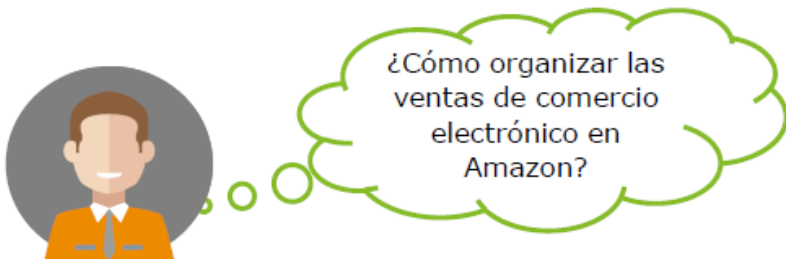 ¿Cómo organizar las
ventas de comercio
electrónico en
Amazon?